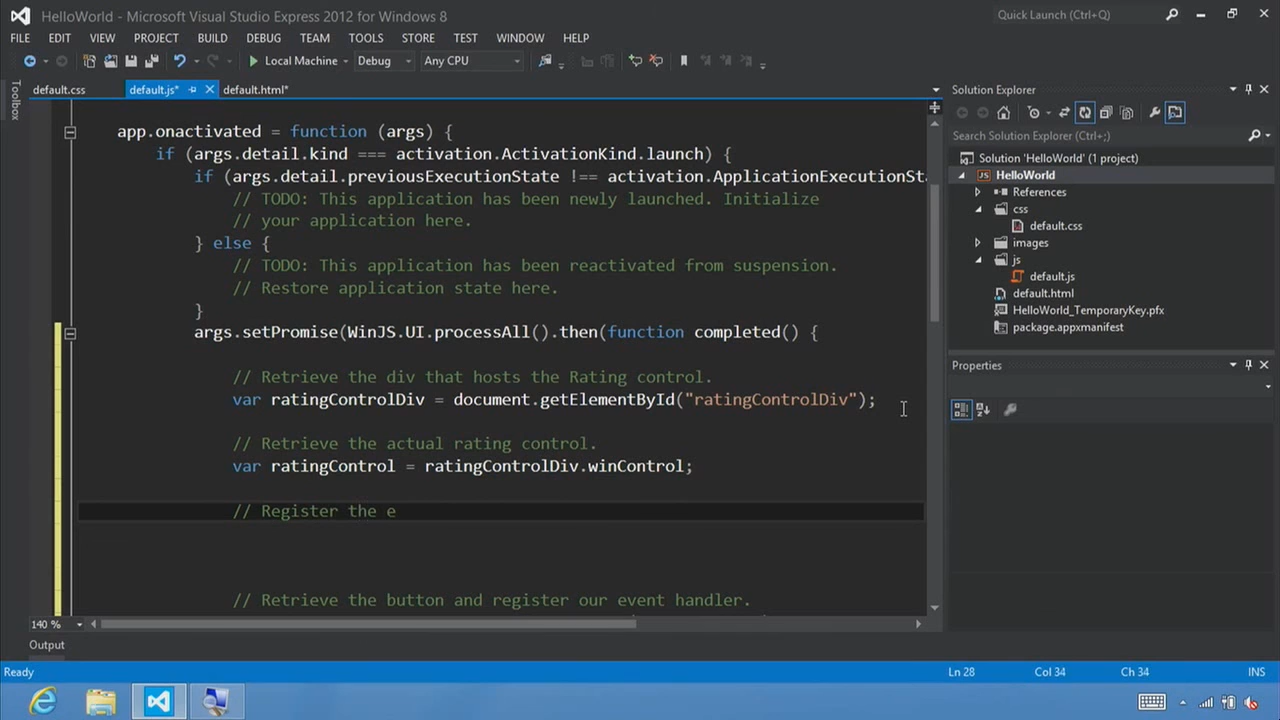 HelloWorld - Microsoft Visual Studio Express 2012 for Windows 8
Quick Launch (Ctrl+Q)
FILE EDIT VIEW PROJECT BUILD DEBUG TEAM TOOLS STORE TEST WINDOW HELP
Local Machine Debug Any CPU
Toolbox
default.css default.js* default.html*
app.onactivated = function (args) {
if (args.detail.kind === activation.ActivationKind.launch) {
if (args.detail.previousExecutionState !== activation.ApplicationExecutionSta
// TODO: This application has been newly launched. Initialize
// your application here.
} else {
// TODO: This application has been reactivated from suspension.
// Restore application state here.
}
args.setPromise(WinJS.UI.processAll().then(function completed() {
// Retrieve the div that hosts the Rating control.
var ratingControlDiv = document.getElementById("ratingControlDiv");
// Retrieve the actual rating control.
var ratingControl = ratingControlDiv.winControl;
// Register the e
// Retrieve the button and register our event handler.
140 %
Output
Solution Explorer
Search Solution Explorer (Ctrl+;)
Solution 'HelloWorld' (1 project)
JS HelloWorld
References
css
default.css
images
js
default.js
default.html
HelloWorld_TemporaryKey.pfx
package.appxmanifest
Properties
Ready Ln 28 Col 34 Ch 34 INS